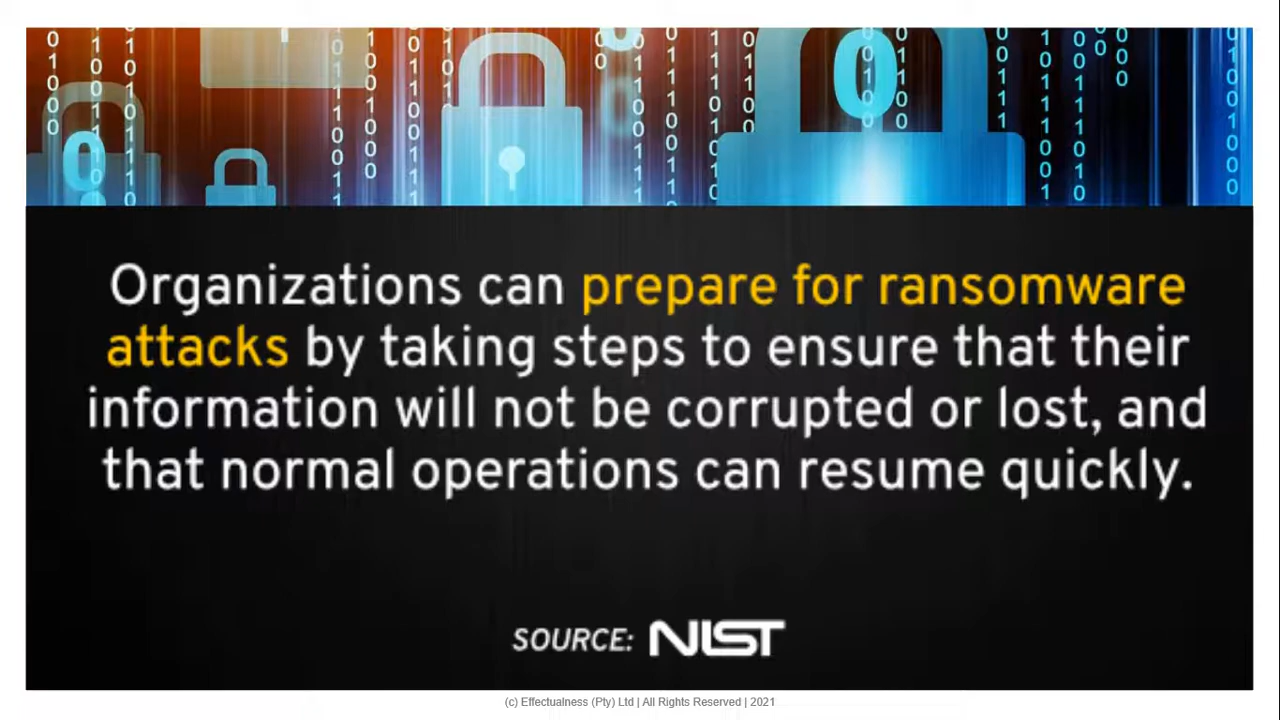 Organizations can prepare for ransomware
attacks by taking steps to ensure that their
information will not be corrupted or lost, and
that normal operations can resume quickly.
SOURCE: NIST
(c) Effectualness (Pty) Ltd | All Rights Reserved | 2021